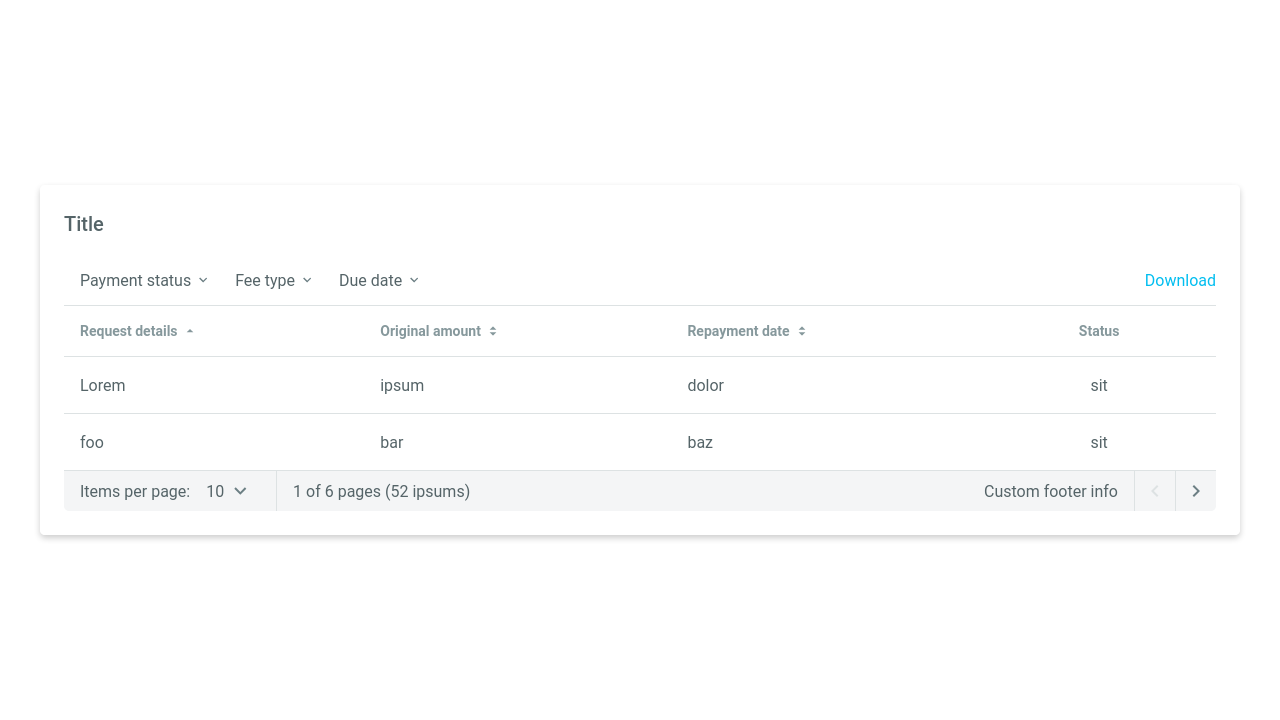 Title
Payment status Fee type Due date Download
Request details Original amount Repayment date Status
Lorem ipsum dolor sit
foo bar baz sit
Items per page: 10 1 of 6 pages (52 ipsums) Custom footer info